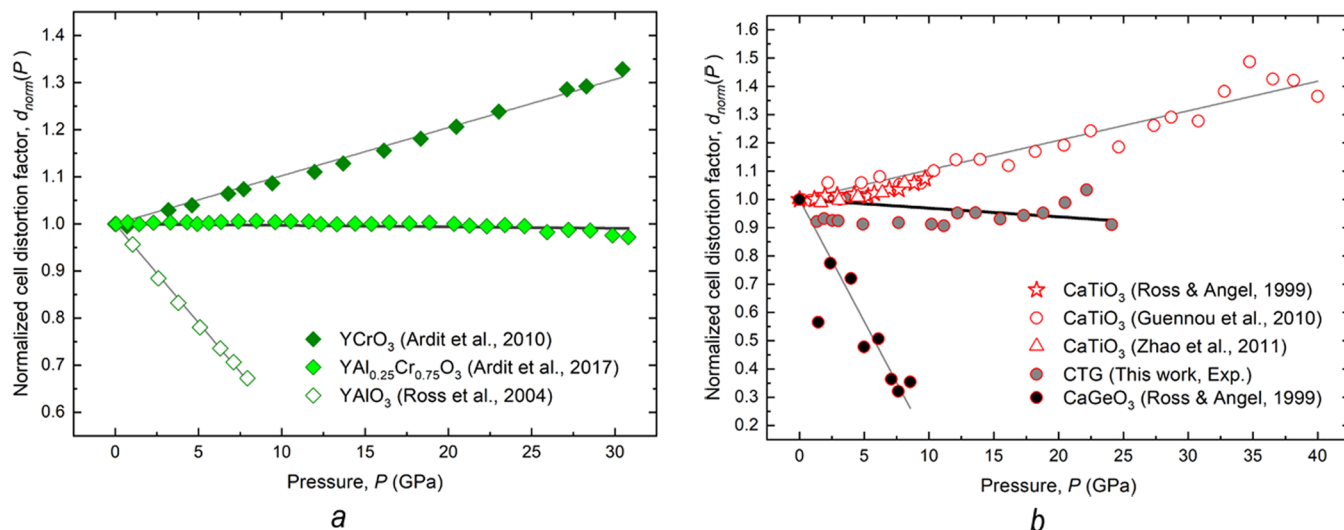 a
Normalized cell distortion factor, dnorm(P)
1.4
1.3
1.2
1.1
1.0
0.9
0.8
0.7
0.6
YCrO3 (Ardit et al., 2010)
YAl0.25Cr0.75O3 (Ardit et al., 2017)
YAlO3 (Ross et al., 2004)
0 5 10 15 20 25 30
Pressure, P (GPa)
a
b
Normalized cell distortion factor, dnorm(P)
1.6
1.5
1.4
1.3
1.2
1.1
1.0
0.9
0.8
0.6
0.5
0.4
0.3
0.2
CaTiO3 (Ross & Angel, 1999)
CaTiO3 (Guennou et al., 2010)
CaTiO3 (Zhao et al., 2011)
CTG (This work, Exp.)
CaGeO3 (Ross & Angel, 1999)
0 5 10 15 20 25 30 35 40
Pressure, P (GPa)
b